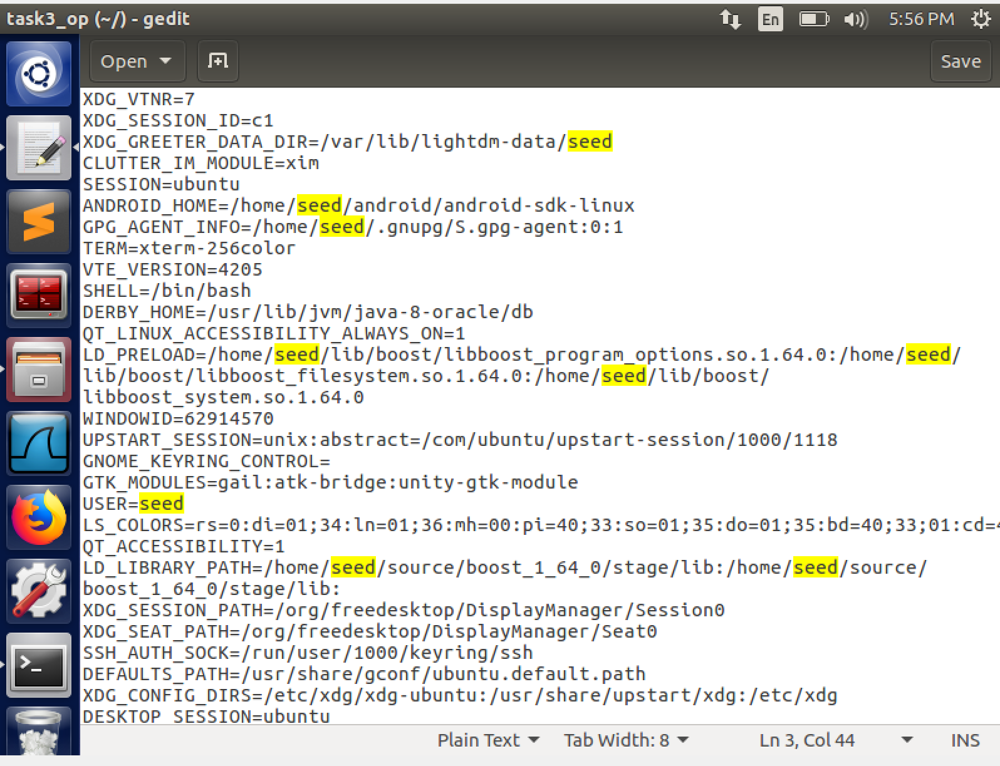 task3_op (~/) - gedit
En
5:56 PM
Open
Save
XDG_VTNR=7
XDG_SESSION_ID=c1
XDG_GREETER_DATA_DIR=/var/lib/lightdm-data/seed
CLUTTER_IM_MODULE=xim
SESSION=ubuntu
ANDROID_HOME=/home/seed/android/android-sdk-linux
GPG_AGENT_INFO=/home/seed/.gnupg/S.gpg-agent:0:1
TERM=xterm-256color
VTE_VERSION=4205
SHELL=/bin/bash
DERBY_HOME=/usr/lib/jvm/java-8-oracle/db
QT_LINUX_ACCESSIBILITY_ALWAYS_ON=1
LD_PRELOAD=/home/seed/lib/boost/libboost_program_options.so.1.64.0:/home/seed/
lib/boost/libboost_filesystem.so.1.64.0:/home/seed/lib/boost/
libboost_system.so.1.64.0
WINDOWID=62914570
UPSTART_SESSION=unix:abstract=/com/ubuntu/upstart-session/1000/1118
GNOME_KEYRING_CONTROL=
GTK_MODULES=gail:atk-bridge:unity-gtk-module
USER=seed
LS_COLORS=rs=0:di=01;34:ln=01;36:mh=00:pi=40;33:so=01;35:do=01;35:bd=40;33;01:cd=4
QT_ACCESSIBILITY=1
LD_LIBRARY_PATH=/home/seed/source/boost_1_64_0/stage/lib:/home/seed/source/
boost_1_64_0/stage/lib:
XDG_SESSION_PATH=/org/freedesktop/DisplayManager/Session0
XDG_SEAT_PATH=/org/freedesktop/DisplayManager/Seat0
SSH_AUTH_SOCK=/run/user/1000/keyring/ssh
DEFAULTS_PATH=/usr/share/gconf/ubuntu.default.path
XDG_CONFIG_DIRS=/etc/xdg/xdg-ubuntu:/usr/share/upstart/xdg:/etc/xdg
DESKTOP_SESSION=ubuntu
Plain Text
Tab Width: 8
Ln 3, Col 44
INS